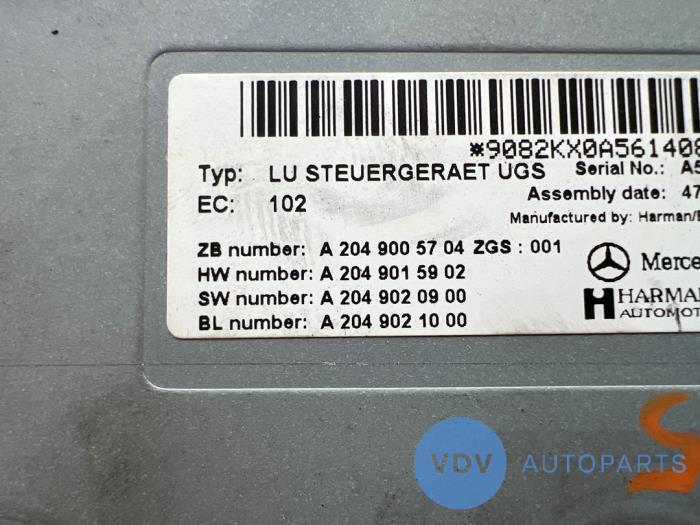 *9082KX0A561408
Typ: LU STEUERGERAET UGS Serial No.: A5
EC: 102 Assembly date: 47
Manufactured by: Harman/
ZB number: A 204 900 57 04 ZGS : 001
HW number: A 204 901 59 02
SW number: A 204 902 09 00
BL number: A 204 902 10 00
Merce
HARMA
AUTOMOT
VDV AUTOPARTS